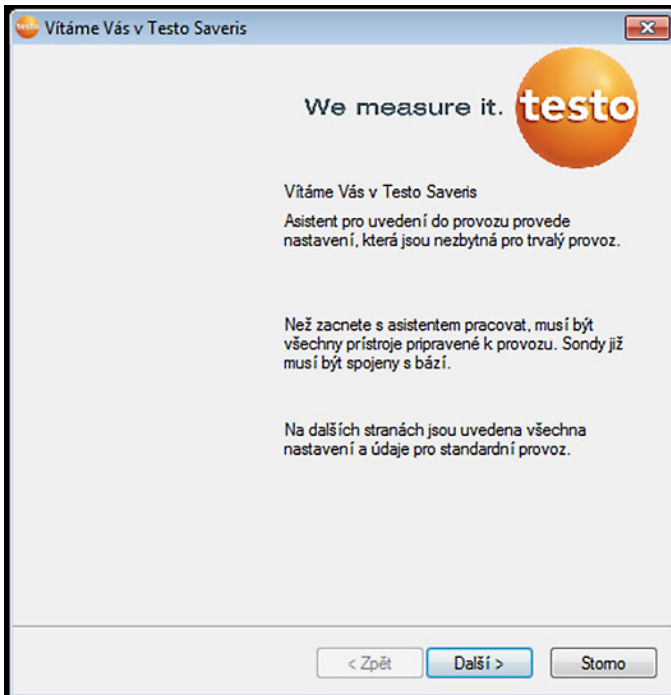 testo Vítáme Vás v Testo Saveris
We measure it. testo
Vítáme Vás v Testo Saveris
Asistent pro uvedení do provozu provede
nastavení, která jsou nezbytná pro trvalý provoz.
Než zacnete s asistentem pracovat, musí být
všechny prístroje pripravené k provozu. Sondy již
musí být spojeny s bází.
Na dalších stranách jsou uvedena všechna
nastavení a údaje pro standardní provoz.
< Zpět Další > Storno